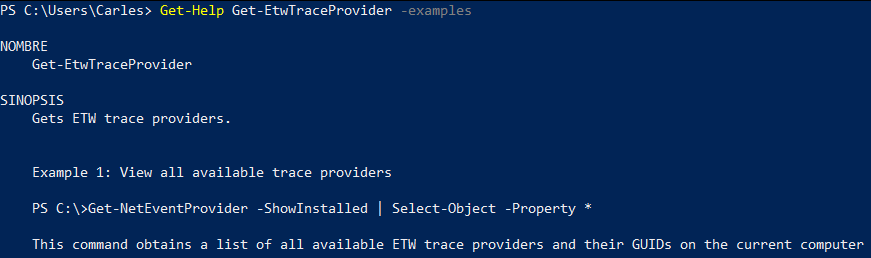 PS C:\Users\Carles> Get-Help Get-EtwTraceProvider -examples
NOMBRE
Get-EtwTraceProvider
SINOPSIS
Gets ETW trace providers.
Example 1: View all available trace providers
PS C:\>Get-NetEventProvider -ShowInstalled | Select-Object -Property *
This command obtains a list of all available ETW trace providers and their GUIDs on the current computer